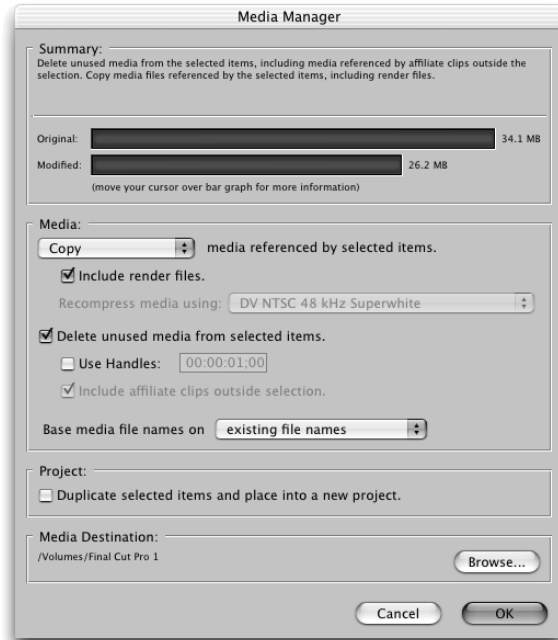 Media Manager
Summary:
Delete unused media from the selected items, including media referenced by affiliate clips outside the
selection. Copy media files referenced by the selected items, including render files.
Original: 34.1 MB
Modified: 26.2 MB
(move your cursor over bar graph for more information)
Media:
Copy media referenced by selected items.
Include render files.
Recompress media using: DV NTSC 48 kHz Superwhite
Delete unused media from selected items.
Use Handles: 00:00:01;00
Include affiliate clips outside selection.
Base media file names on existing file names
Project:
Duplicate selected items and place into a new project.
Media Destination:
/Volumes/Final Cut Pro 1
Browse...
Cancel OK